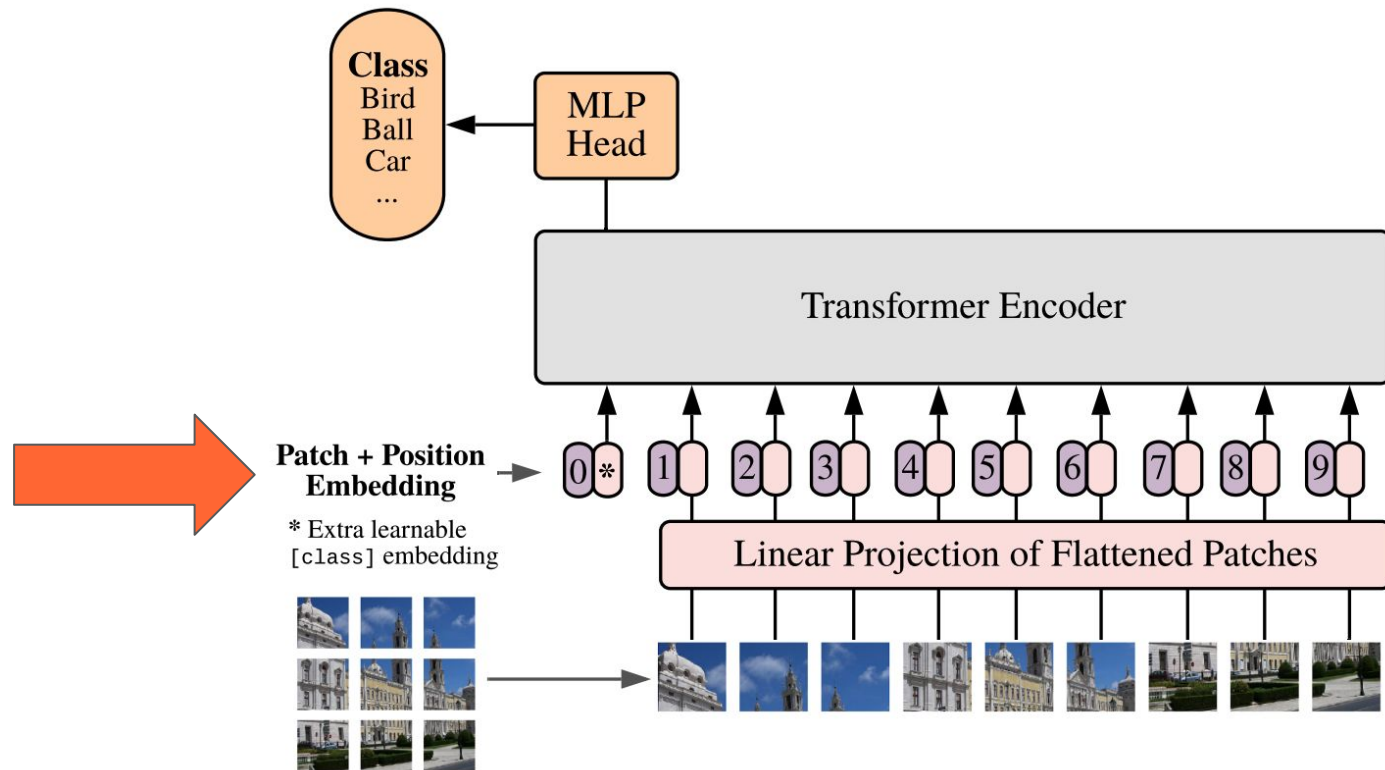 Class
Bird
Ball
Car
...
MLP
Head
Transformer Encoder
Patch + Position
Embedding
0 * 1 2 3 4 5 6 7 8 9
* Extra learnable
[class] embedding
Linear Projection of Flattened Patches